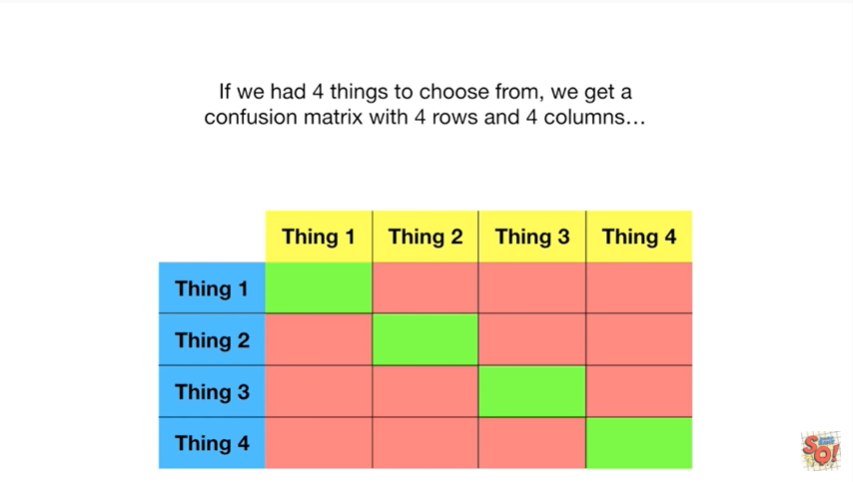 If we had 4 things to choose from, we get a
confusion matrix with 4 rows and 4 columns…
Thing 1 Thing 2 Thing 3 Thing 4
Thing 1
Thing 2
Thing 3
Thing 4
SQ!